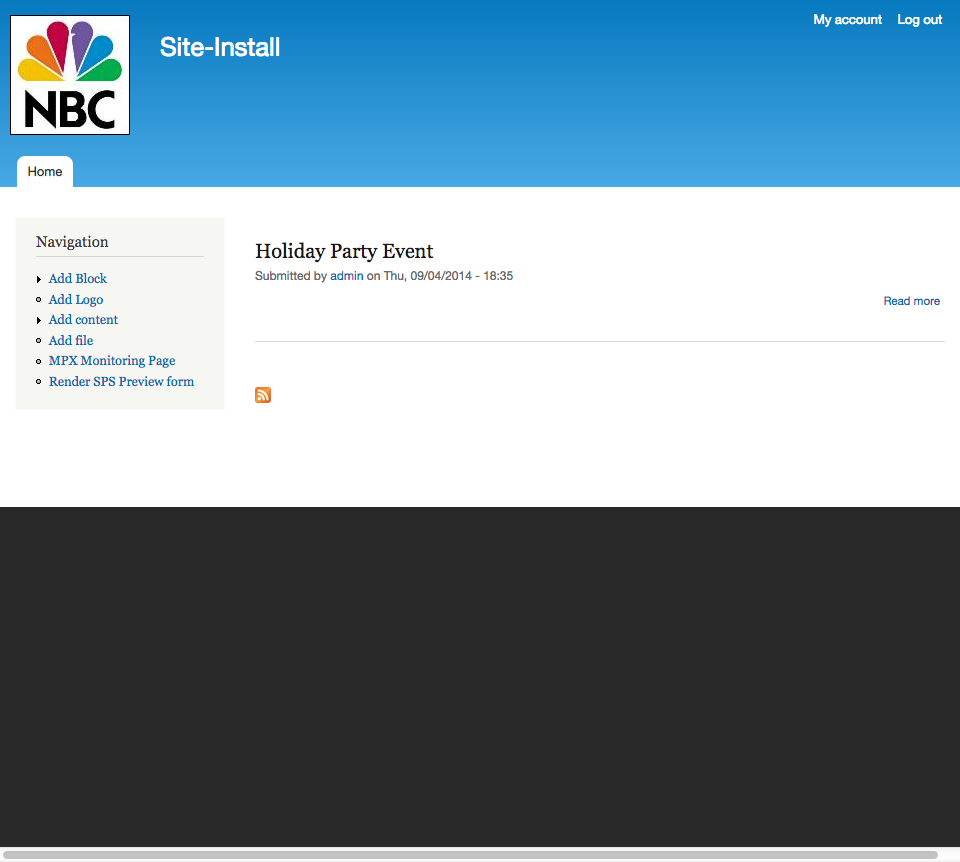 My account Log out
Site-Install
NBC
Home
Navigation
Add Block
Add Logo
Add content
Add file
MPX Monitoring Page
Render SPS Preview form
Holiday Party Event
Submitted by admin on Thu, 09/04/2014 - 18:35
Read more